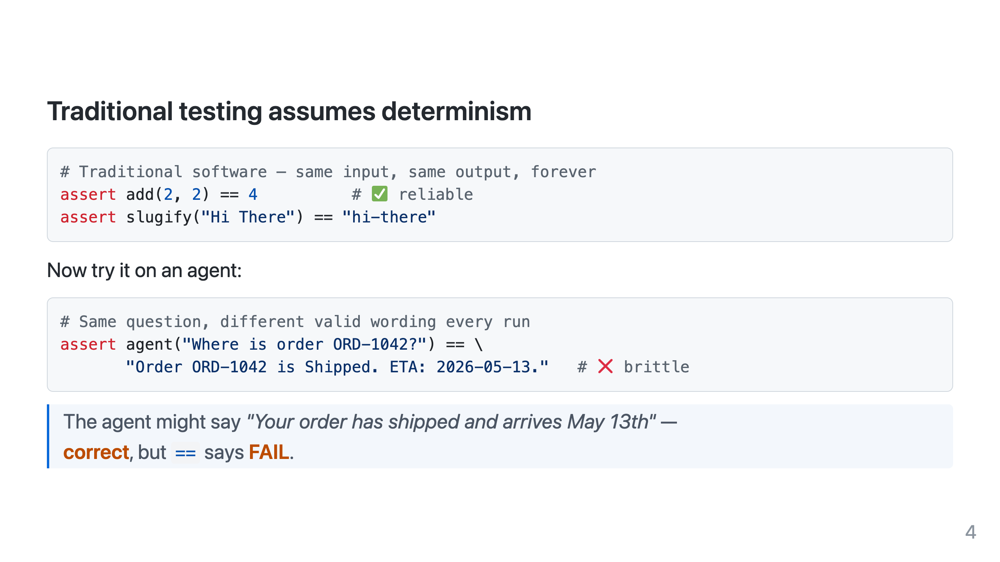 Traditional testing assumes determinism
# Traditional software — same input, same output, forever
assert add(2, 2) == 4          # ✅ reliable
assert slugify("Hi There") == "hi-there"
Now try it on an agent:
# Same question, different valid wording every run
assert agent("Where is order ORD-1042?") == \
       "Order ORD-1042 is Shipped. ETA: 2026-05-13."   # ❌ brittle
The agent might say "Your order has shipped and arrives May 13th" —
correct, but == says FAIL.
4